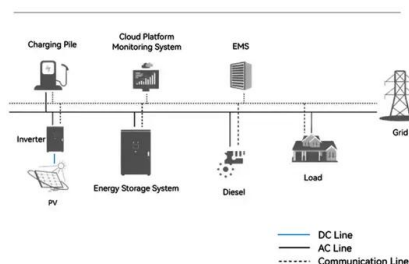 Charging Pile
Cloud Platform
Monitoring System
EMS
Grid
Inverter
Energy Storage System
Diesel
Load
PV
DC Line
AC Line
Communication Line